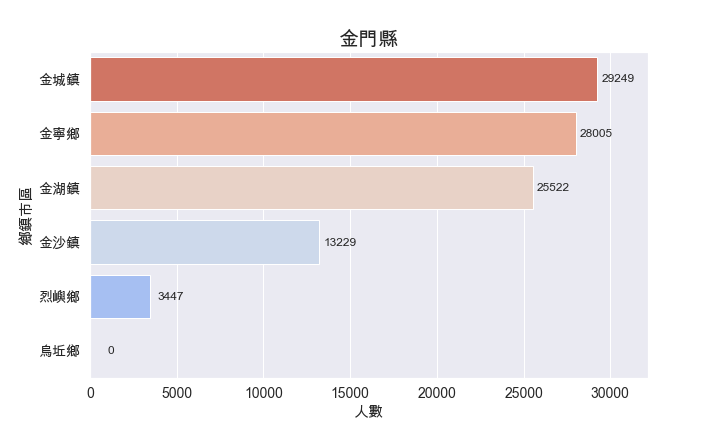 金門縣
金城鎮 29249
金寧鄉 28005
金湖鎮 25522
金沙鎮 13229
烈嶼鄉 3447
烏坵鄉 0
鄉鎮市區
0 5000 10000 15000 20000 25000 30000
人數